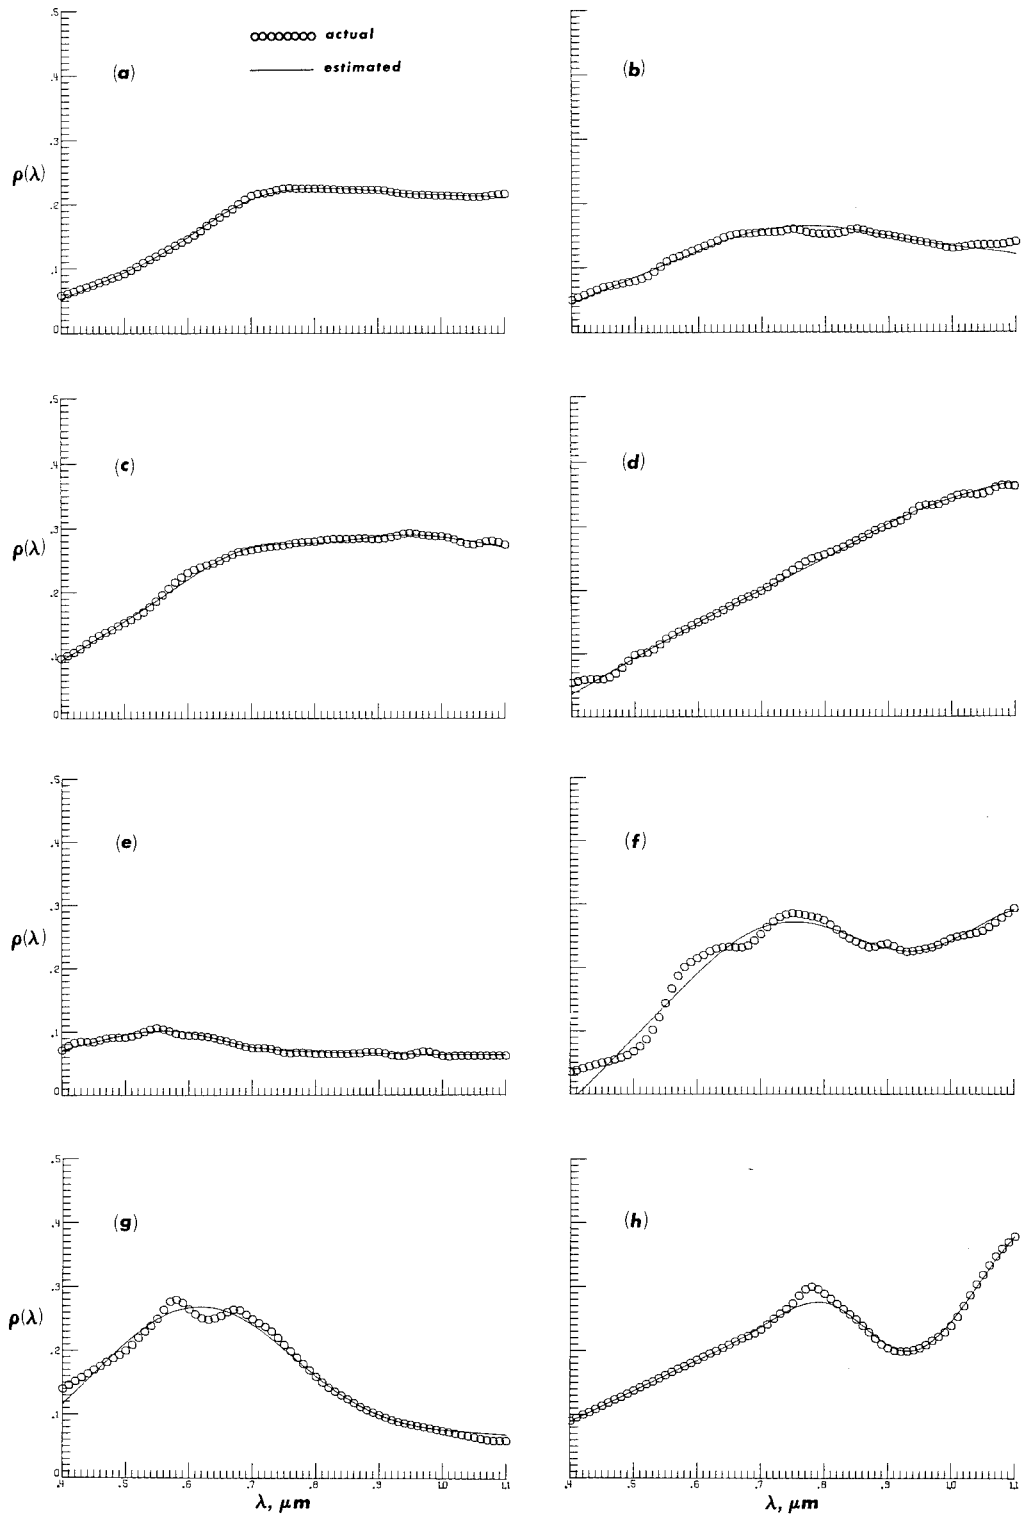 .5
.4
.3
.2
.1
0
ρ(λ)
(a)
actual
estimated
(b)
.5
.4
.3
.2
.1
0
ρ(λ)
(c)
(d)
.5
.4
.3
.2
.1
0
ρ(λ)
(e)
(f)
.5
.4
.3
.2
.1
0
ρ(λ)
(g)
(h)
.4 .5 .6 .7 .8 .9 1.0 1.1
λ, μm
.4 .5 .6 .7 .8 .9 1.0 1.1
λ, μm